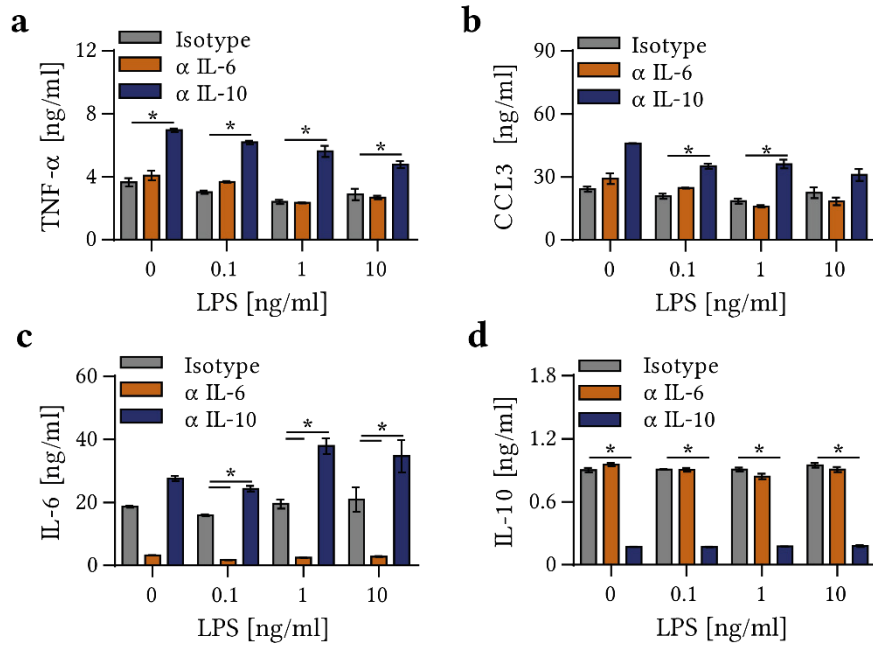 a
Isotype
α IL-6
α IL-10
TNF-α [ng/ml]
12
8
4
0
* * * *
0 0.1 1 10
LPS [ng/ml]
b
Isotype
α IL-6
α IL-10
CCL3 [ng/ml]
90
60
30
0
* *
0 0.1 1 10
LPS [ng/ml]
c
Isotype
α IL-6
α IL-10
IL-6 [ng/ml]
60
40
20
0
* * *
0 0.1 1 10
LPS [ng/ml]
d
Isotype
α IL-6
α IL-10
IL-10 [ng/ml]
1.8
1.2
0.6
0
* * * *
0 0.1 1 10
LPS [ng/ml]